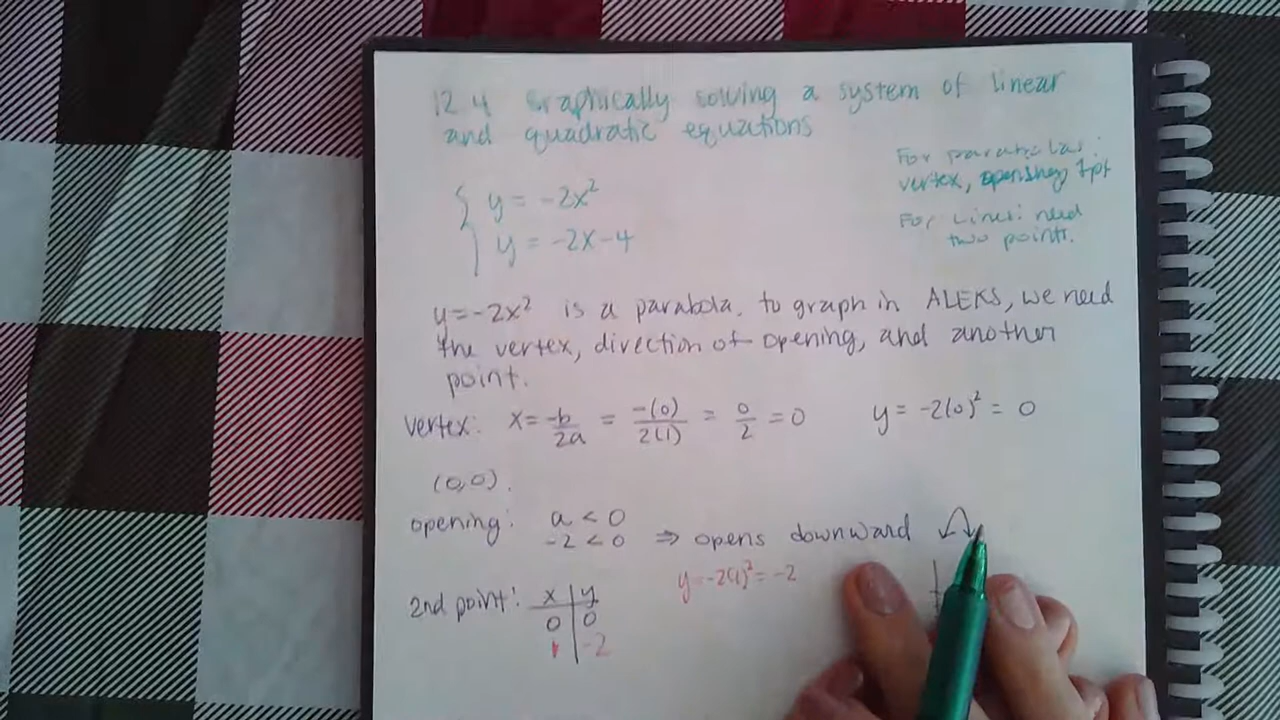 12.4 Graphically solving a system of linear
and quadratic equations
For parabolas:
vertex, opening, 1pt
For Lines: need
two points.
y = -2x²
y = -2x-4
y=-2x² is a parabola. to graph in ALEKS, we need
the vertex, direction of opening, and another
point.
vertex: x = -b/2a = -(0)/2(1) = 0/2 = 0 y = -2(0)² = 0
(0,0).
opening: a < 0
-2 < 0 ⇒ opens downward
y=-2(1)²=-2
2nd point: x | y
0 | 0
1 | -2